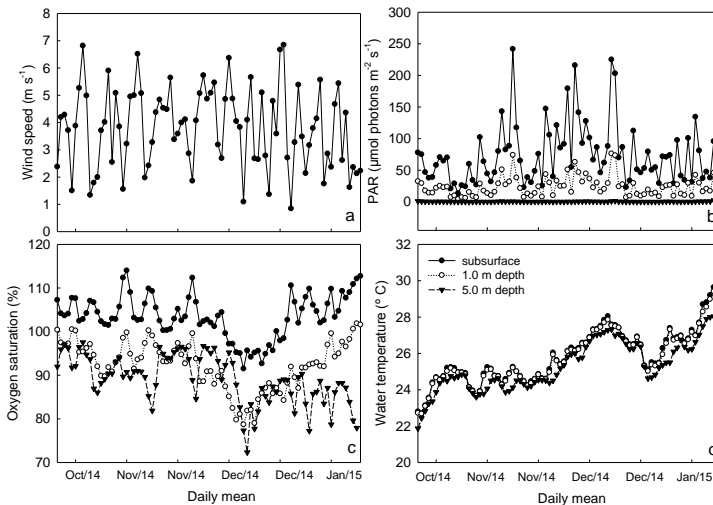 Wind speed (m s⁻¹)
8
7
6
5
4
3
2
1
0
a
PAR (µmol photons m⁻² s⁻¹)
300
250
200
150
100
50
0
b
Oxygen saturation (%)
120
110
100
90
80
70
c
Oct/14 Nov/14 Nov/14 Dec/14 Dec/14 Jan/15
Daily mean
Water temperature (º C)
32
30
28
26
24
22
20
subsurface
1.0 m depth
5.0 m depth
d
Oct/14 Nov/14 Nov/14 Dec/14 Dec/14 Jan/15
Daily mean